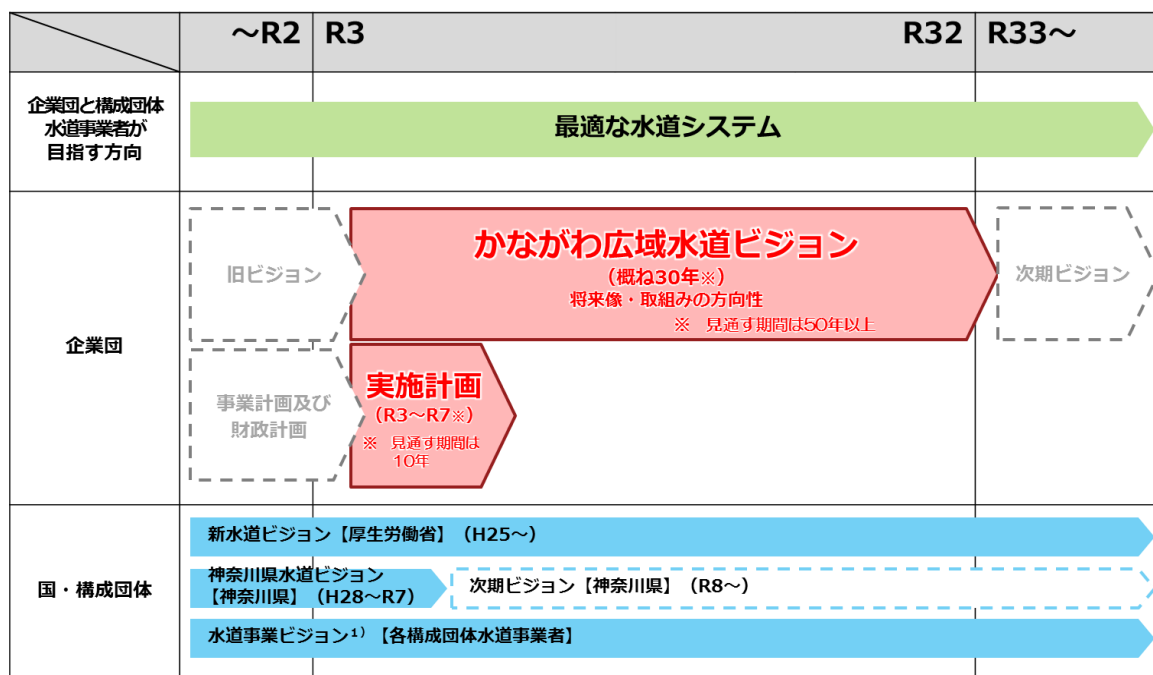 ～R2
R3
R32
R33～
企業団と構成団体
水道事業者が
目指す方向
最適な水道システム
企業団
旧ビジョン
かながわ広域水道ビジョン
（概ね30年※）
将来像・取組みの方向性
※　見通す期間は50年以上
次期ビジョン
事業計画及び
財政計画
実施計画
（R3～R7※）
※　見通す期間は
10年
国・構成団体
新水道ビジョン【厚生労働省】（H25～）
神奈川県水道ビジョン
【神奈川県】（H28～R7）
次期ビジョン【神奈川県】（R8～）
水道事業ビジョン¹⁾【各構成団体水道事業者】